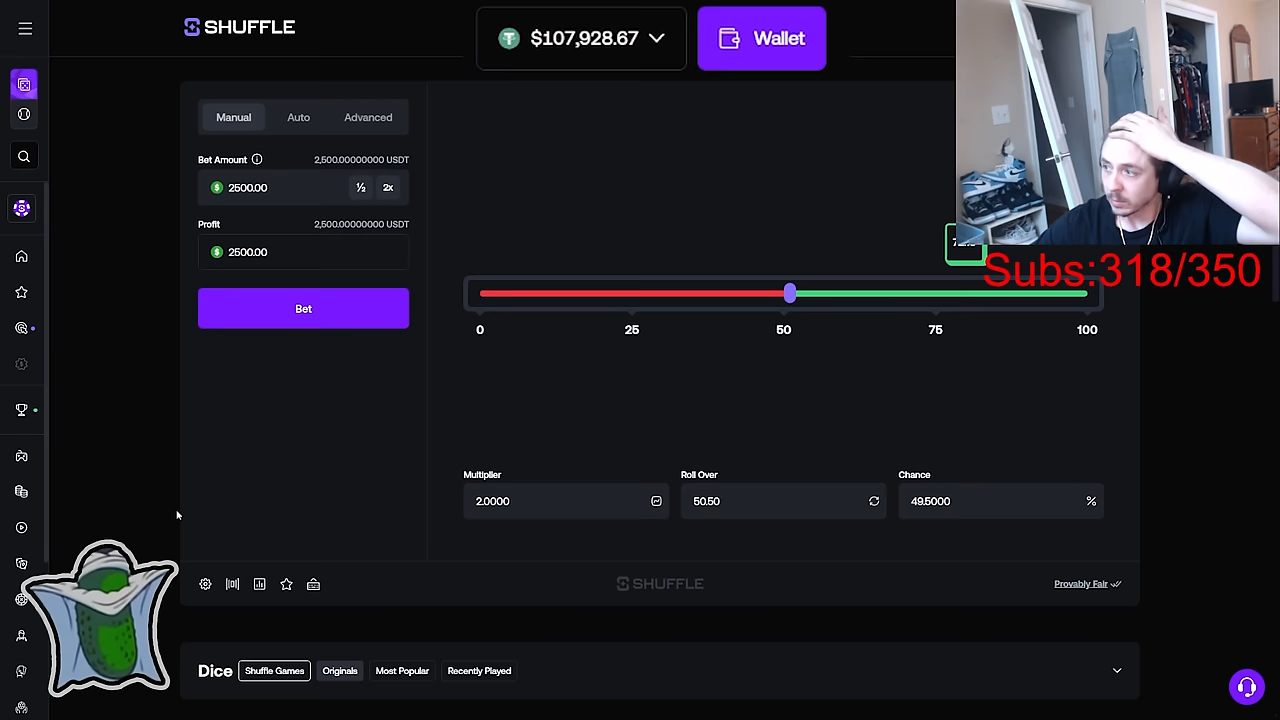 SHUFFLE
$107,928.67
Wallet
Manual
Auto
Advanced
Bet Amount
2,500.00000000 USDT
2500.00
½
2x
Profit
2,500.00000000 USDT
2500.00
Bet
Subs:318/350
0
25
50
75
100
Multiplier
Roll Over
Chance
2.0000
50.50
49.5000
%
SHUFFLE
Provably Fair
Dice
Shuffle Games
Originals
Most Popular
Recently Played